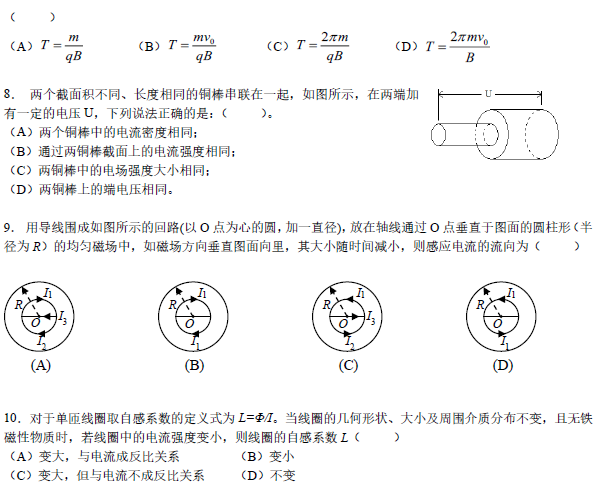 （ ）
（A）T = m/qB （B）T = mv₀/qB （C）T = 2πm/qB （D）T = 2πmv₀/B
8. 两个截面积不同、长度相同的铜棒串联在一起，如图所示，在两端加
有一定的电压 U，下列说法正确的是:（ ）。
（A）两个铜棒中的电流密度相同;
（B）通过两铜棒截面上的电流强度相同;
（C）两铜棒中的电场强度大小相同;
（D）两铜棒上的端电压相同。
U
9. 用导线围成如图所示的回路(以 O 点为心的圆，加一直径)，放在轴线通过 O 点垂直于图面的圆柱形（半
径为 R）的均匀磁场中，如磁场方向垂直图面向里，其大小随时间减小，则感应电流的流向为（ ）
R I₁ O I₃ I₂
R I₁ O I₁
R I₁ O I₃ I₂
R I₁ O I₁
(A) (B) (C) (D)
10. 对于单匝线圈取自感系数的定义式为 L=Φ/I。当线圈的几何形状、大小及周围介质分布不变，且无铁
磁性物质时，若线圈中的电流强度变小，则线圈的自感系数 L（ ）
（A）变大，与电流成反比关系 （B）变小
（C）变大，但与电流不成反比关系 （D）不变